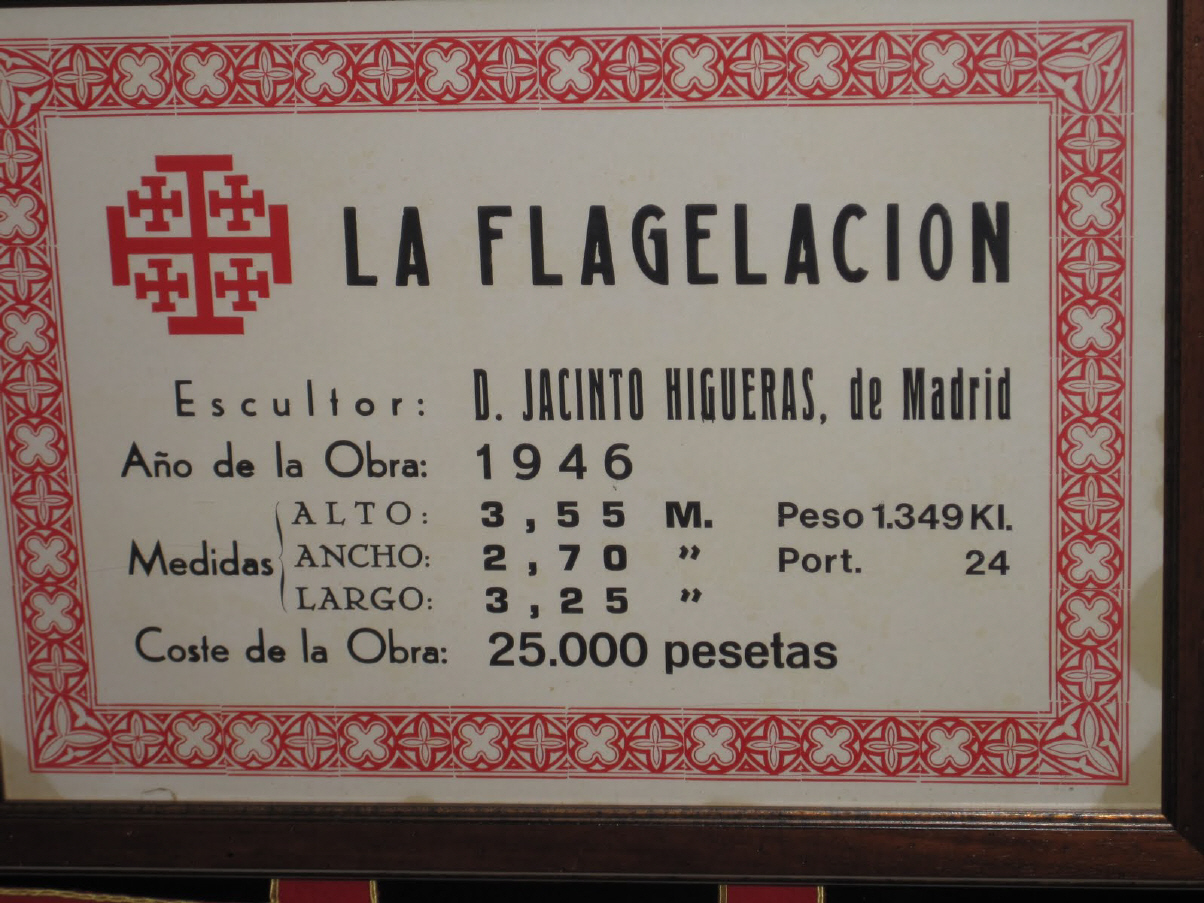 LA FLAGELACION
Escultor: D. JACINTO HIGUERAS, de Madrid
Año de la Obra: 1946
Medidas
ALTO: 3,55 M. Peso 1.349 Kl.
ANCHO: 2,70 " Port. 24
LARGO: 3,25 "
Coste de la Obra: 25.000 pesetas